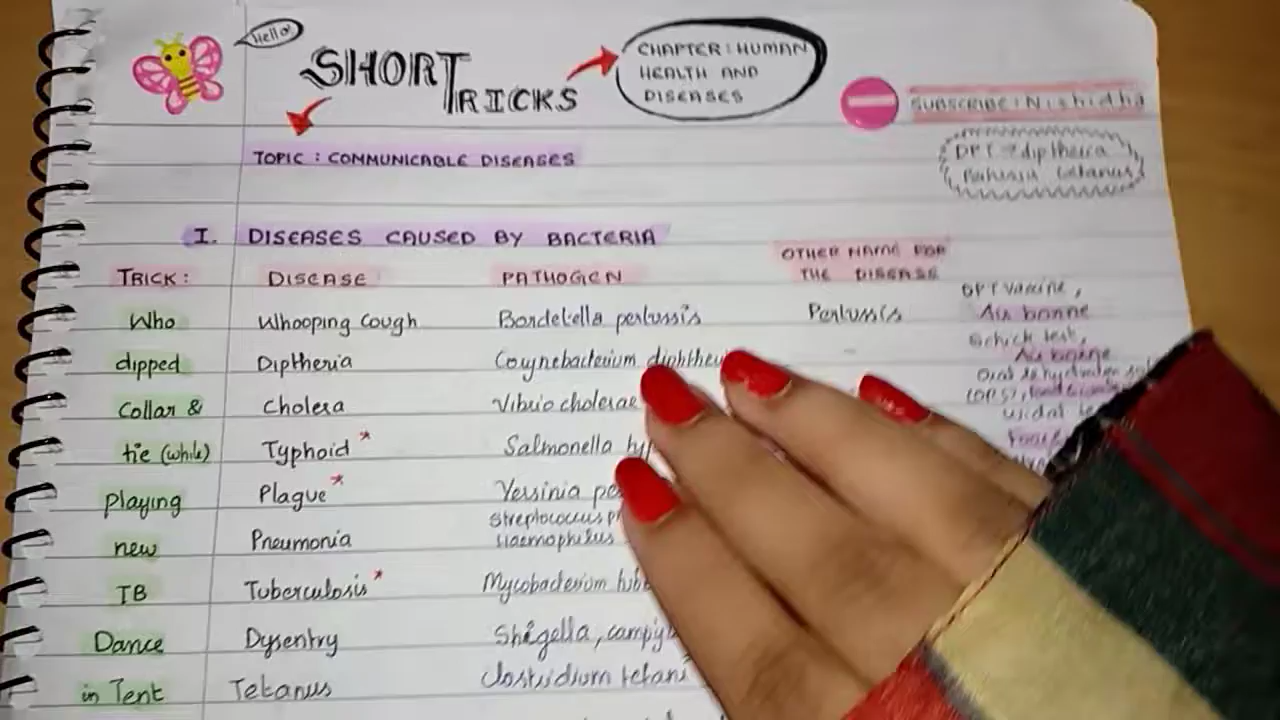 Hello!
SHORT TRICKS
CHAPTER : HUMAN
HEALTH AND
DISEASES
SUBSCRIBE : Nishidha
TOPIC : COMMUNICABLE DISEASES
DPT → diptheria
tetanus
I. DISEASES CAUSED BY BACTERIA
TRICK : DISEASE PATHOGEN OTHER NAME FOR THE DISEASE
Who Whooping Cough Bordetella pertussis Pertussis DPT vaccine, Air borne
dipped Diptheria Coynebacterium Schick test, Air borne
Collar & Cholera Vibrio cholerae Oral
tie (while) Typhoid * Salmonella widal
playing Plague * Yersinia
new Pneumonia Streptococcus
Haemophilus
TB Tuberculosis * Mycobacterium
Dance Dysentry Shigella,
in Tent Tetanus Clostridium tetani